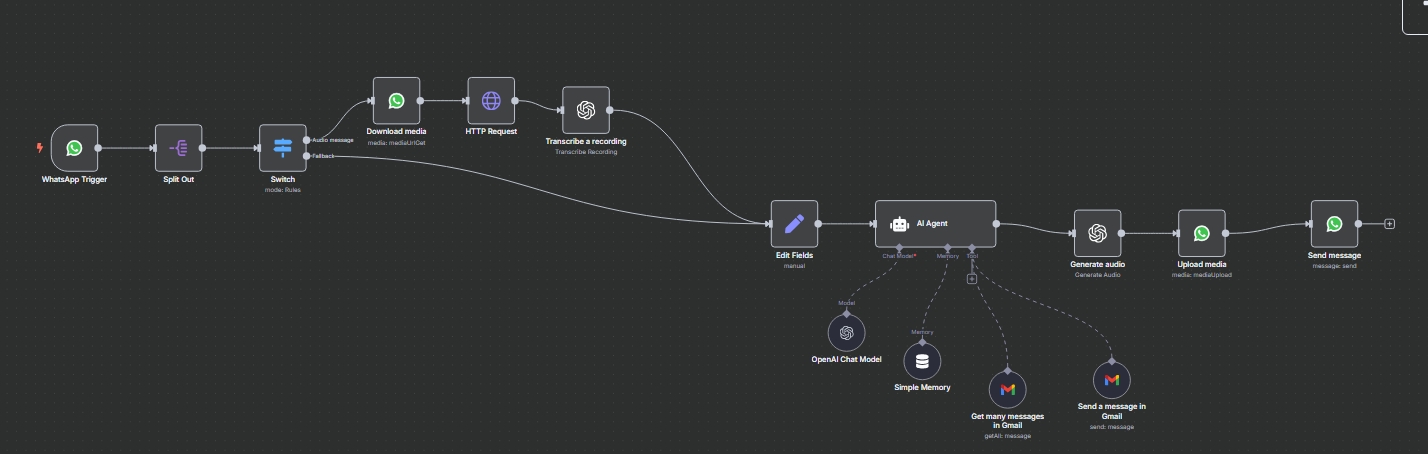 WhatsApp Trigger
Split Out
Switch
mode: Rules
Audio message
Fallback
Download media
media: mediaUrlGet
HTTP Request
Transcribe a recording
Transcribe Recording
Edit Fields
manual
AI Agent
Chat Model*
Memory
Tool
Generate audio
Generate Audio
Upload media
media: mediaUpload
Send message
message: send
Model
OpenAI Chat Model
Memory
Simple Memory
Get many messages
in Gmail
getAll: message
Send a message in
Gmail
send: message